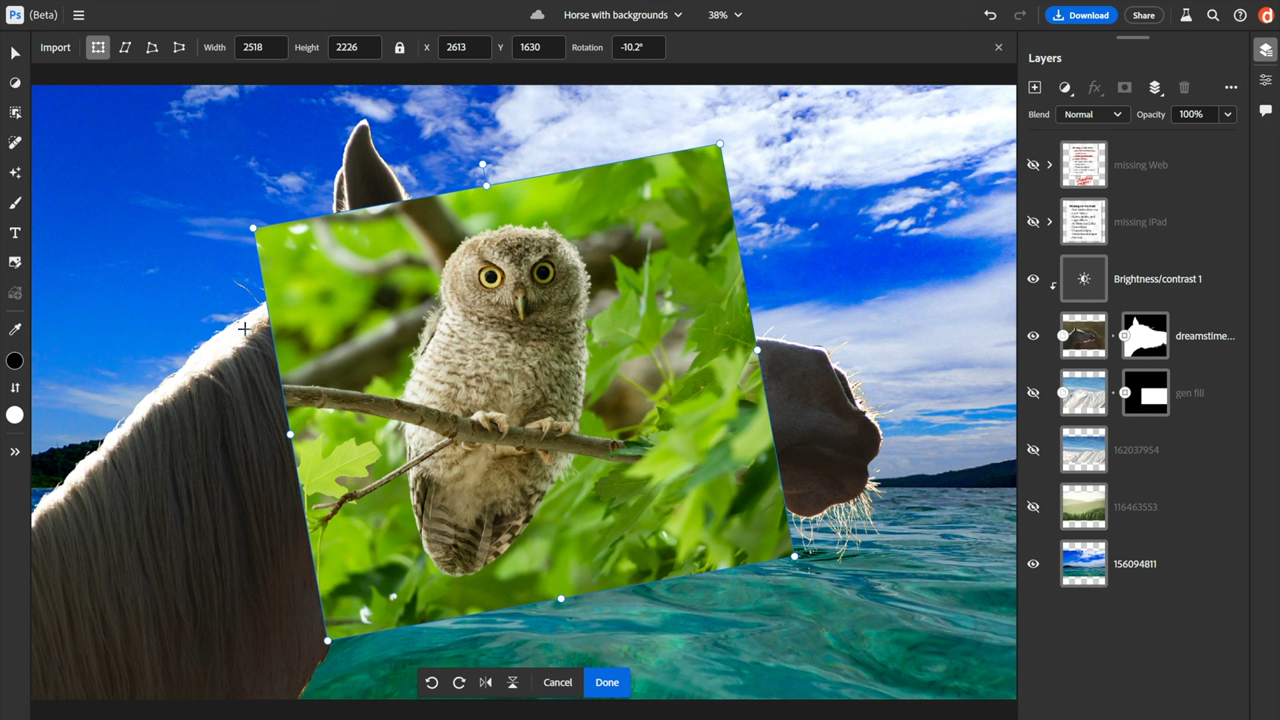 Ps (Beta) Horse with backgrounds 38% Download Share
Import Width 2518 Height 2226 X 2613 Y 1630 Rotation -10.2°
Layers
Blend Normal Opacity 100%
missing Web
missing iPad
Brightness/contrast 1
dreamstime...
gen fill
162037954
116463553
156094811
Cancel Done